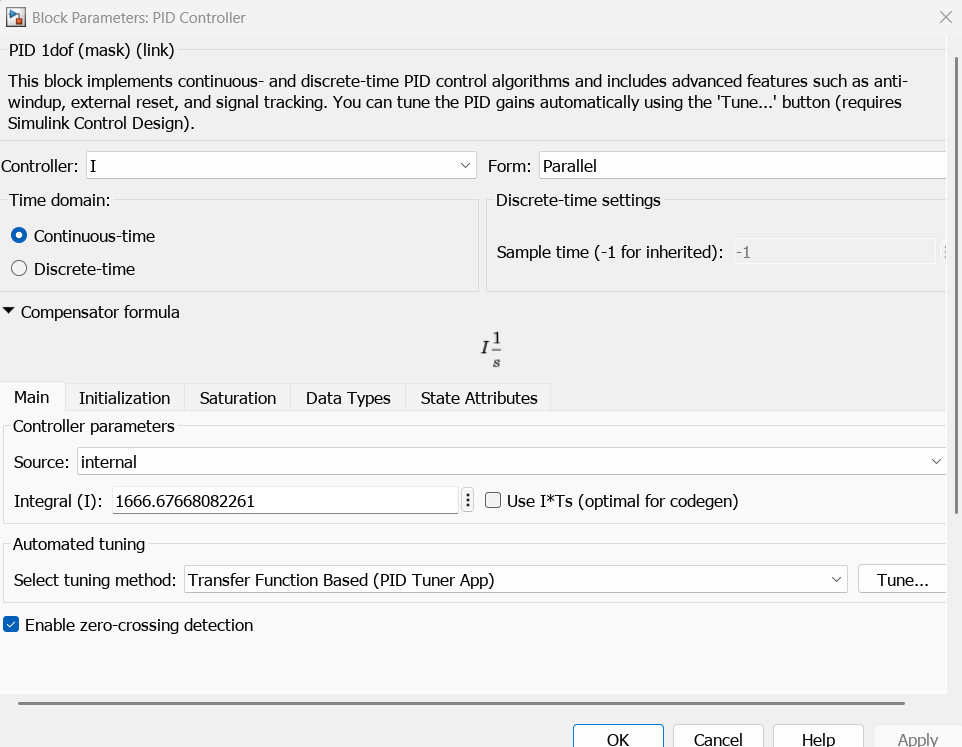 Block Parameters: PID Controller
PID 1dof (mask) (link)
This block implements continuous- and discrete-time PID control algorithms and includes advanced features such as anti-
windup, external reset, and signal tracking. You can tune the PID gains automatically using the 'Tune...' button (requires
Simulink Control Design).
Controller: I Form: Parallel
Time domain: Discrete-time settings
Continuous-time
Sample time (-1 for inherited): -1
Discrete-time
Compensator formula
I 1/s
Main Initialization Saturation Data Types State Attributes
Controller parameters
Source: internal
Integral (I): 1666.67668082261 Use I*Ts (optimal for codegen)
Automated tuning
Select tuning method: Transfer Function Based (PID Tuner App) Tune...
Enable zero-crossing detection
OK Cancel Help Apply